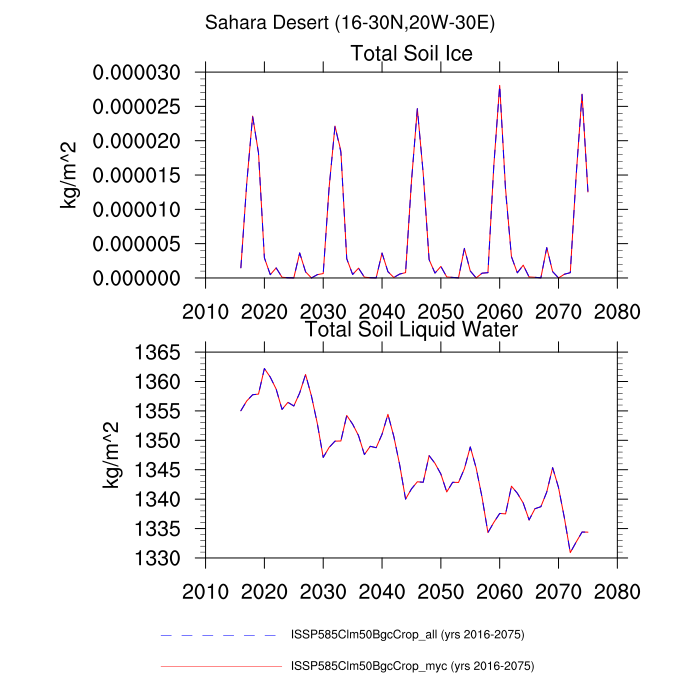 Sahara Desert (16-30N,20W-30E)
Total Soil Ice
0.000030
0.000025
0.000020
0.000015
0.000010
0.000005
0.000000
kg/m^2
2010 2020 2030 2040 2050 2060 2070 2080
Total Soil Liquid Water
1365
1360
1355
1350
1345
1340
1335
1330
kg/m^2
2010 2020 2030 2040 2050 2060 2070 2080
ISSP585Clm50BgcCrop_all (yrs 2016-2075)
ISSP585Clm50BgcCrop_myc (yrs 2016-2075)